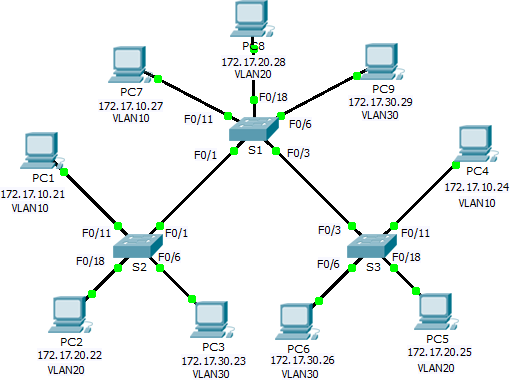 PC8
172.17.20.28
VLAN20
PC7
172.17.10.27
VLAN10
PC9
172.17.30.29
VLAN30
F0/18
F0/11
F0/6
S1
F0/1
F0/3
PC1
172.17.10.21
VLAN10
PC4
172.17.10.24
VLAN10
F0/11
F0/1
F0/18
F0/6
S2
F0/3
F0/11
F0/6
F0/18
S3
PC2
172.17.20.22
VLAN20
PC3
172.17.30.23
VLAN30
PC6
172.17.30.26
VLAN30
PC5
172.17.20.25
VLAN20